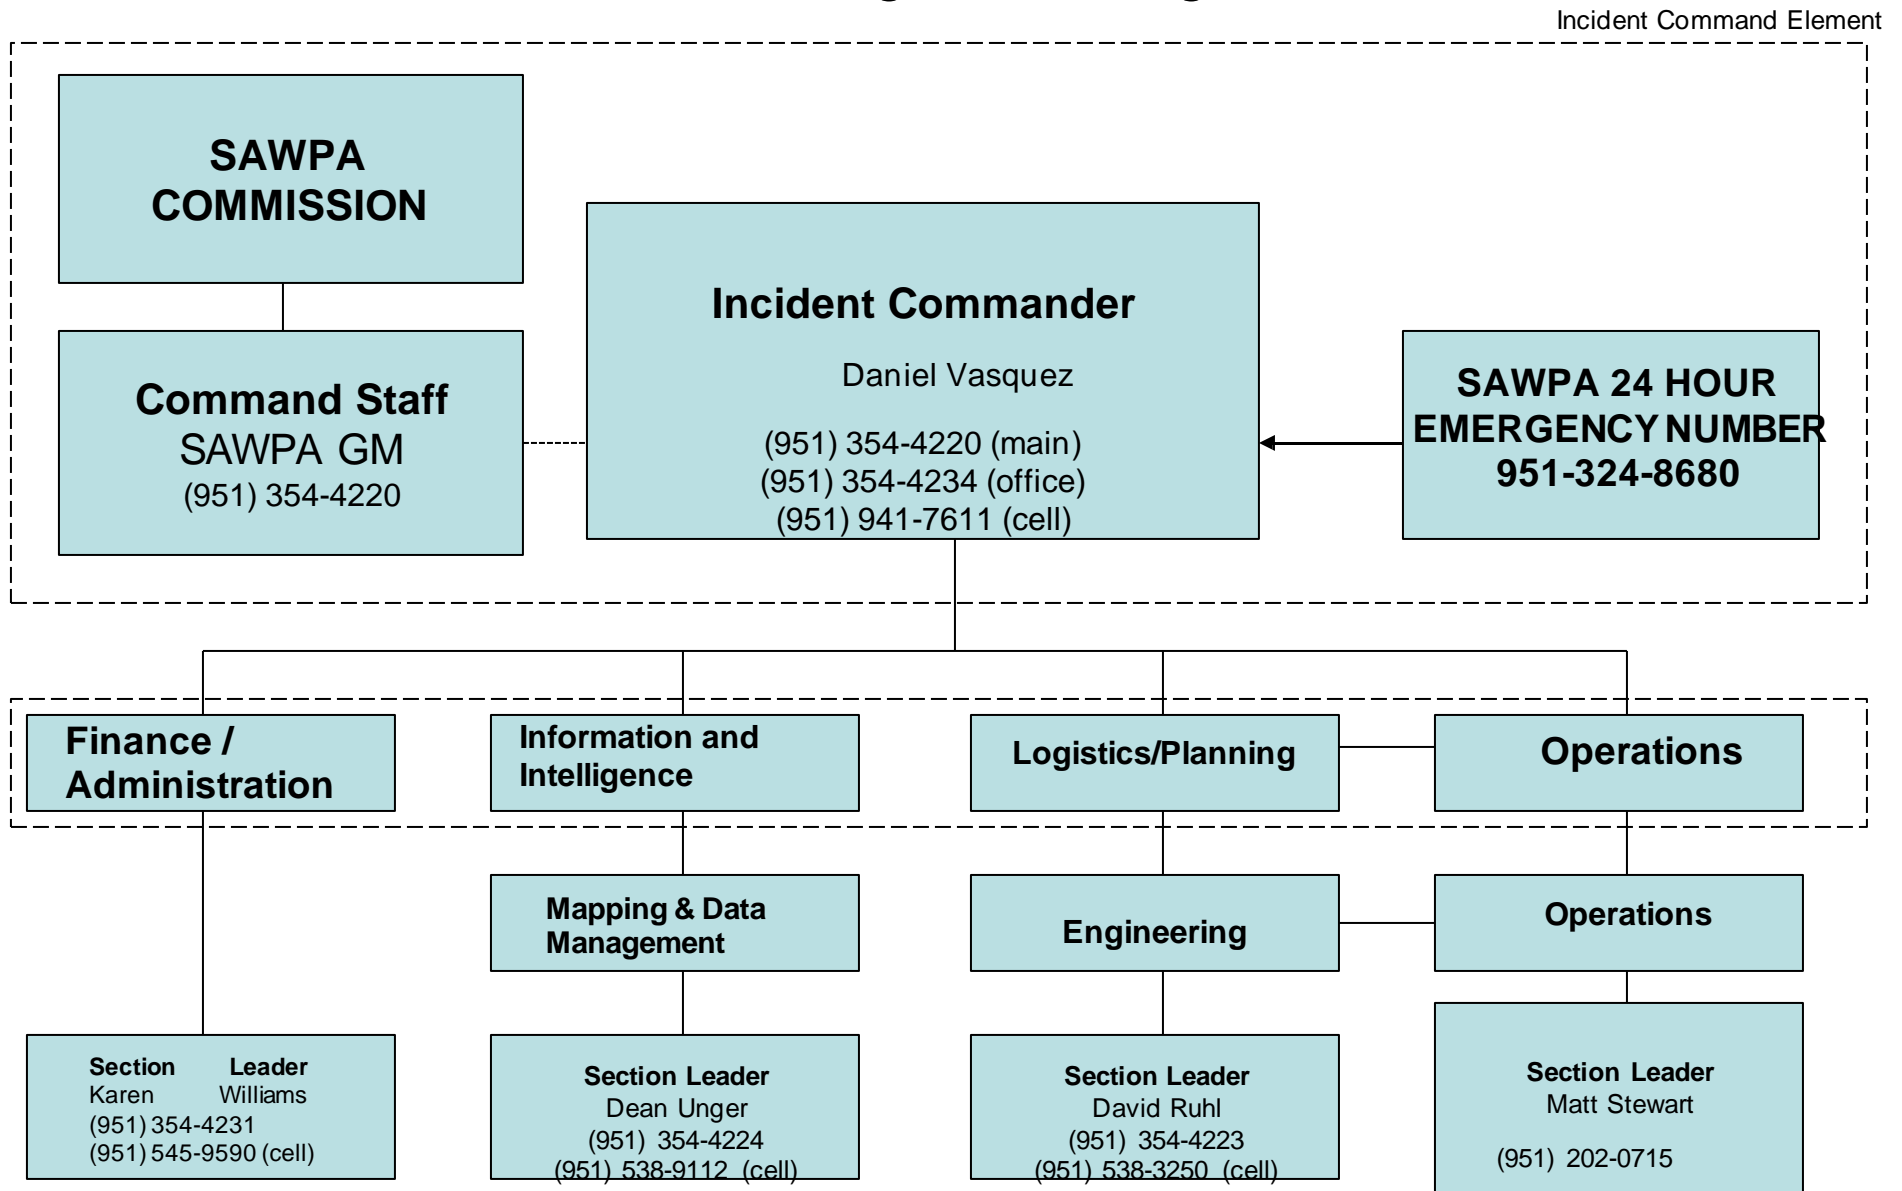 Incident Command Element
SAWPA
COMMISSION
Incident Commander
Daniel Vasquez
(951) 354-4220 (main)
(951) 354-4234 (office)
(951) 941-7611 (cell)
Command Staff
SAWPA GM
(951) 354-4220
SAWPA 24 HOUR
EMERGENCY NUMBER
951-324-8680
Finance /
Administration
Information and
Intelligence
Logistics/Planning
Operations
Mapping & Data
Management
Engineering
Operations
Section Leader
Karen Williams
(951) 354-4231
(951) 545-9590 (cell)
Section Leader
Dean Unger
(951) 354-4224
(951) 538-9112 (cell)
Section Leader
David Ruhl
(951) 354-4223
(951) 538-3250 (cell)
Section Leader
Matt Stewart
(951) 202-0715